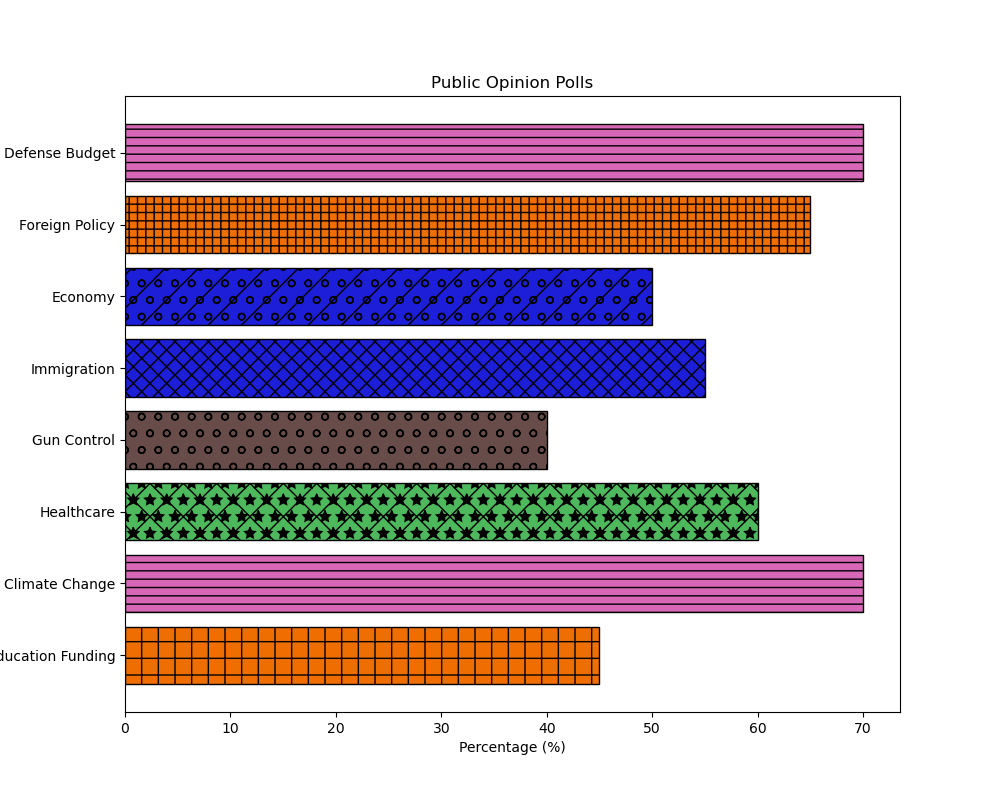 Public Opinion Polls
Defense Budget
Foreign Policy
Economy
Immigration
Gun Control
Healthcare
Climate Change
ducation Funding
0 10 20 30 40 50 60 70
Percentage (%)